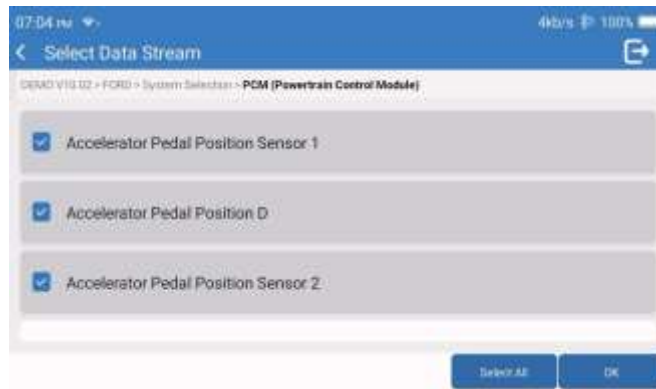 07:04 PM
4kb/s 100%
Select Data Stream
DEMO V10.02 > FORD > System Selection > PCM (Powertrain Control Module)
Accelerator Pedal Position Sensor 1
Accelerator Pedal Position D
Accelerator Pedal Position Sensor 2
Select All
OK